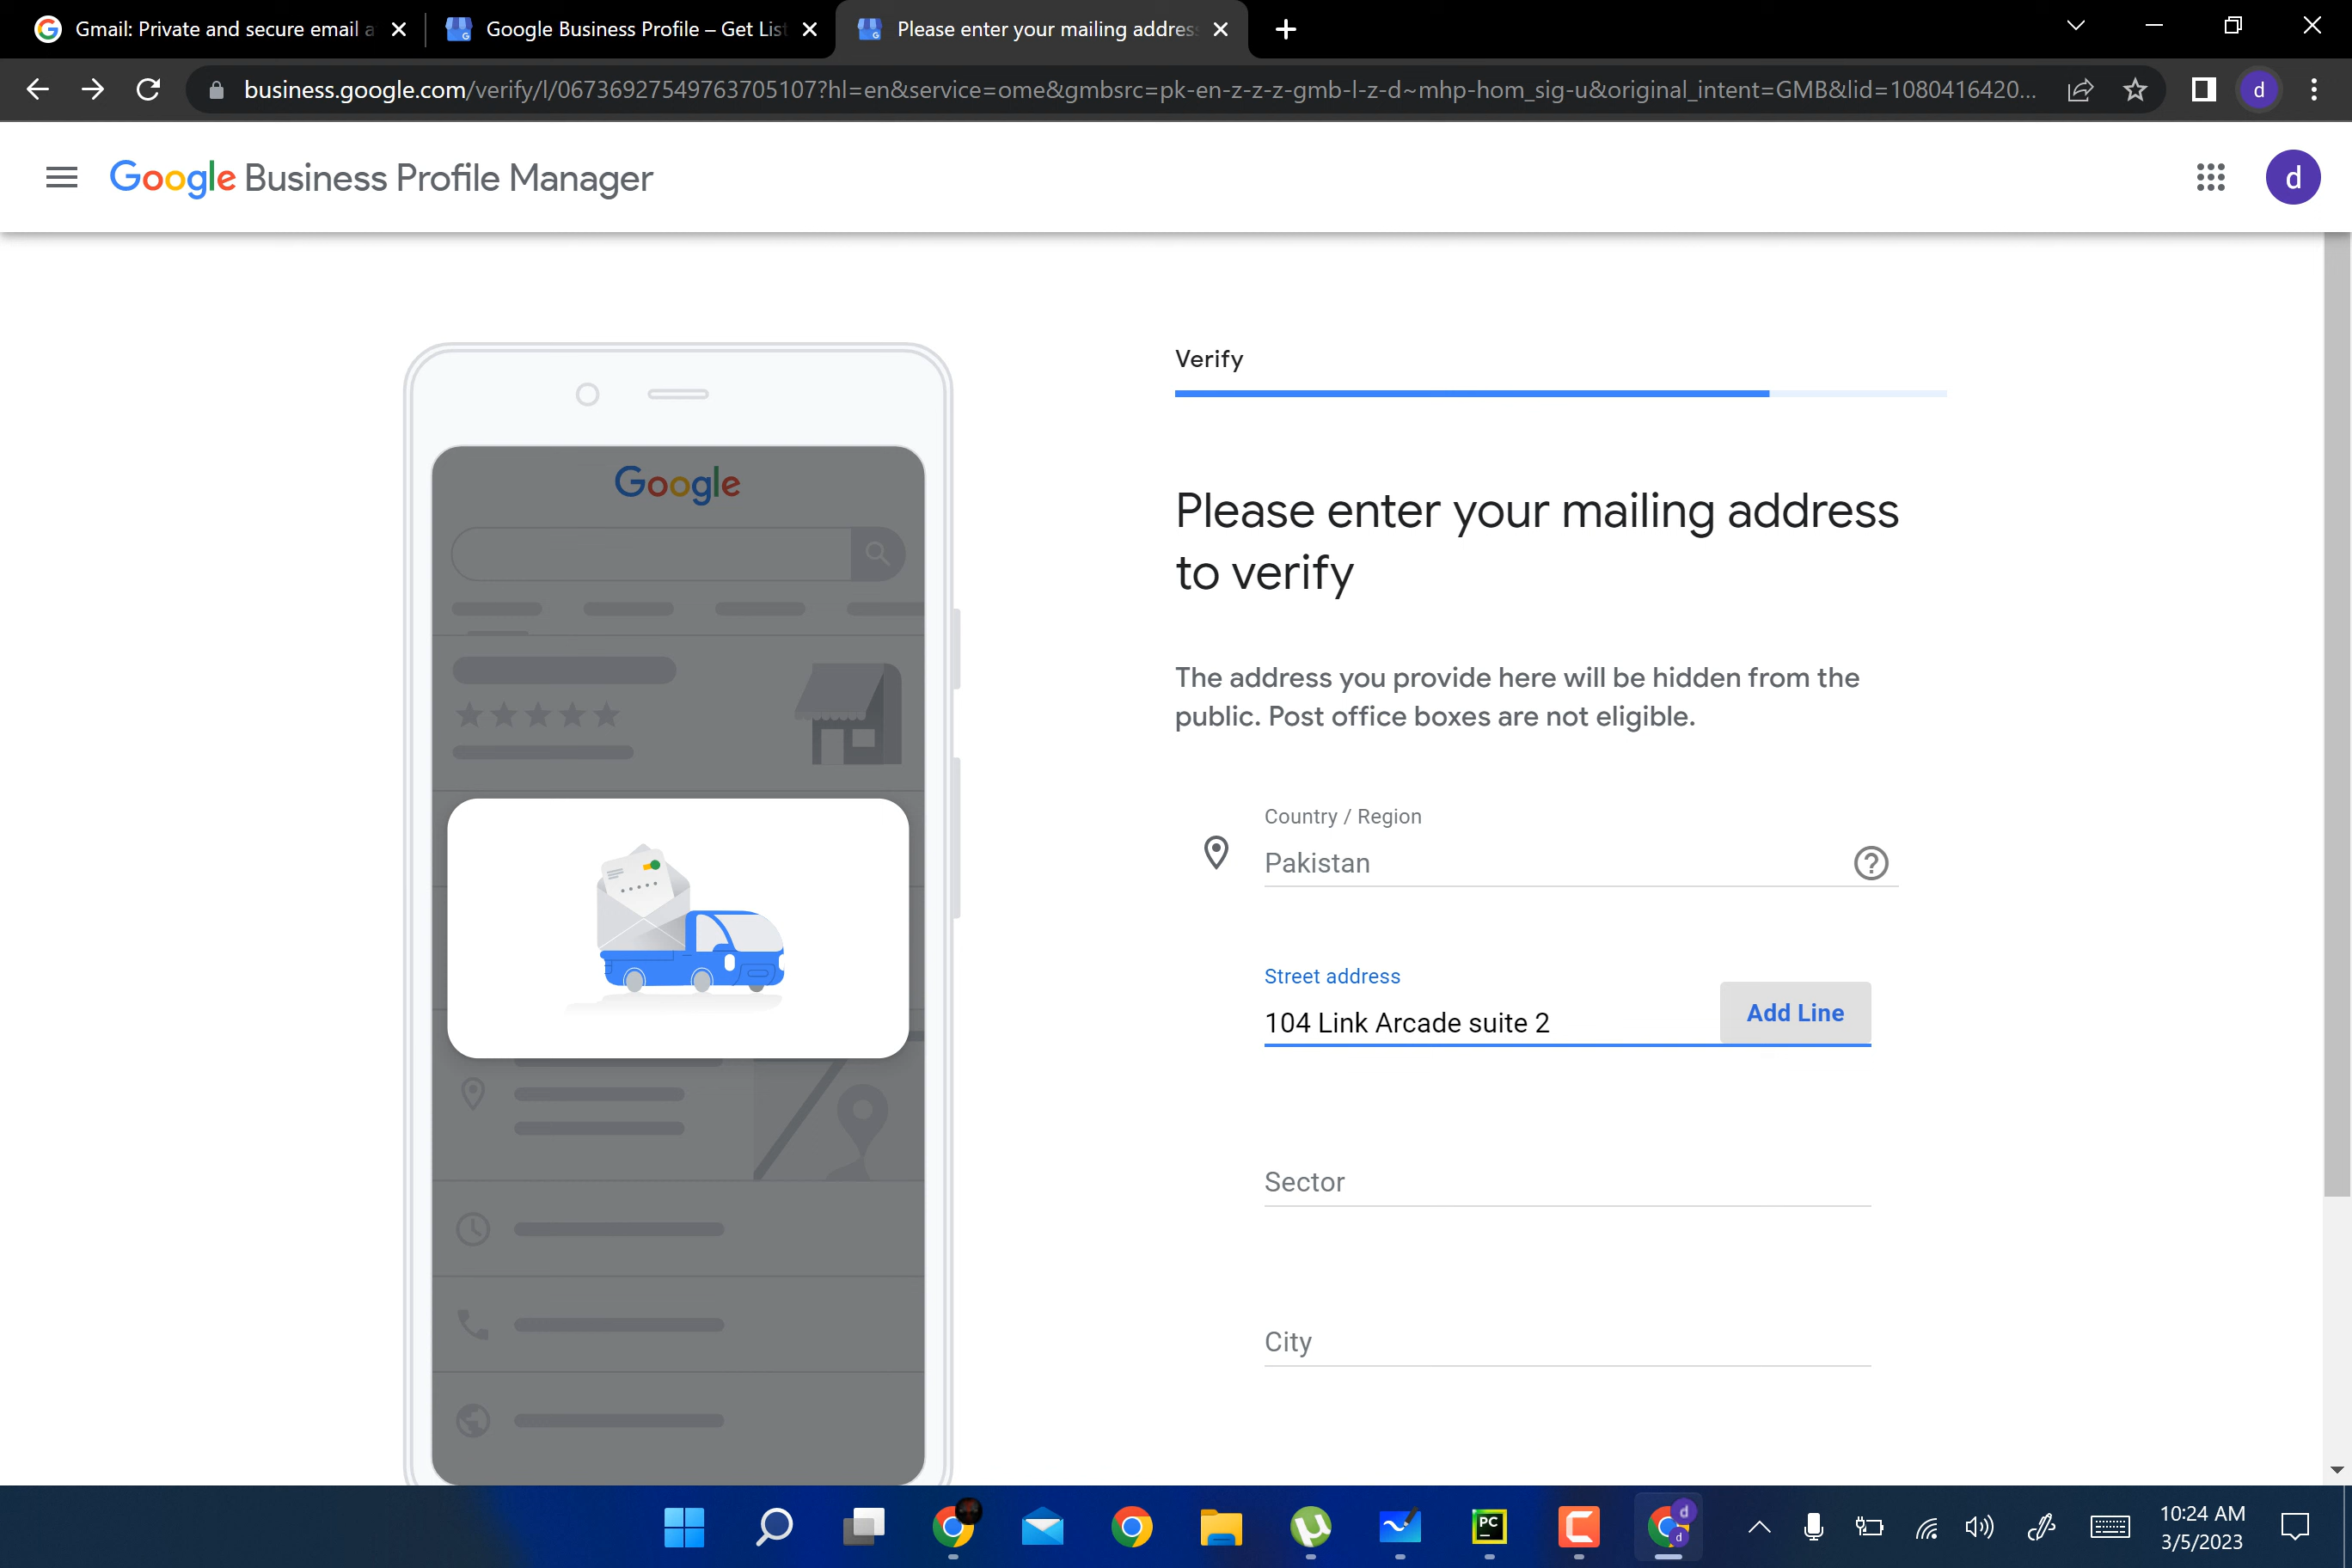 Gmail: Private and secure email a
Google Business Profile – Get List
Please enter your mailing address
business.google.com/verify/l/06736927549763705107?hl=en&service=ome&gmbsrc=pk-en-z-z-z-gmb-l-z-d~mhp-hom_sig-u&original_intent=GMB&lid=1080416420...
d
Google Business Profile Manager
d
Verify
Google
Please enter your mailing address
to verify
The address you provide here will be hidden from the
public. Post office boxes are not eligible.
Country / Region
Pakistan
Street address
104 Link Arcade suite 2
Add Line
Sector
City
PC
d
d
10:24 AM
3/5/2023